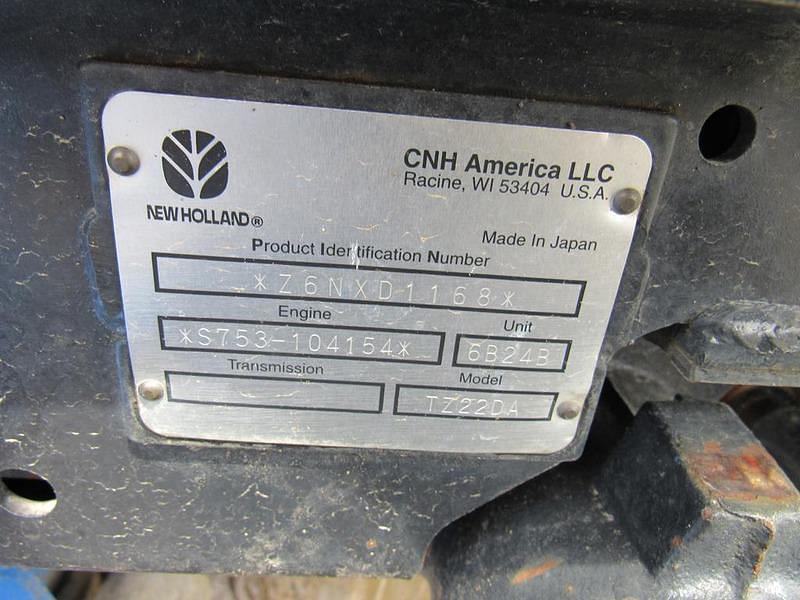 NEW HOLLAND®
CNH America LLC
Racine, WI 53404 U.S.A.
Made In Japan
Product Identification Number
*Z6NXD1168*
Engine
*S753-104154*
Unit
6B24B
Transmission
Model
TZ22DA